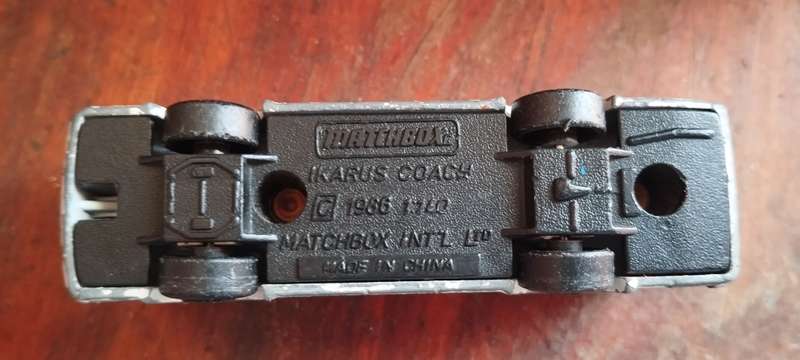 MATCHBOX
IKARUS COACH
© 1986 1:140
MATCHBOX INT'L LTD
MADE IN CHINA